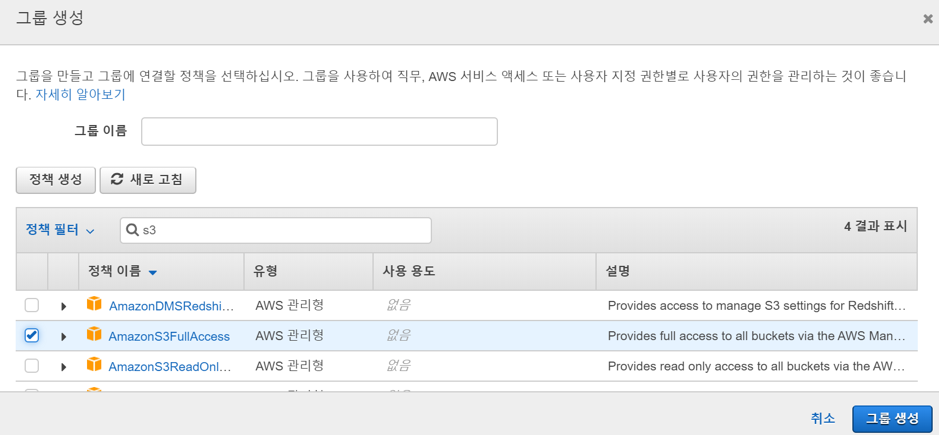 그룹 생성
그룹을 만들고 그룹에 연결할 정책을 선택하십시오. 그룹을 사용하여 직무, AWS 서비스 액세스 또는 사용자 지정 권한별로 사용자의 권한을 관리하는 것이 좋습니
다. 자세히 알아보기
그룹 이름
정책 생성 새로 고침
정책 필터 s3 4 결과 표시
정책 이름 유형 사용 용도 설명
AmazonDMSRedshi... AWS 관리형 없음 Provides access to manage S3 settings for Redshift...
AmazonS3FullAccess AWS 관리형 없음 Provides full access to all buckets via the AWS Man...
AmazonS3ReadOnl... AWS 관리형 없음 Provides read only access to all buckets via the AW...
취소 그룹 생성